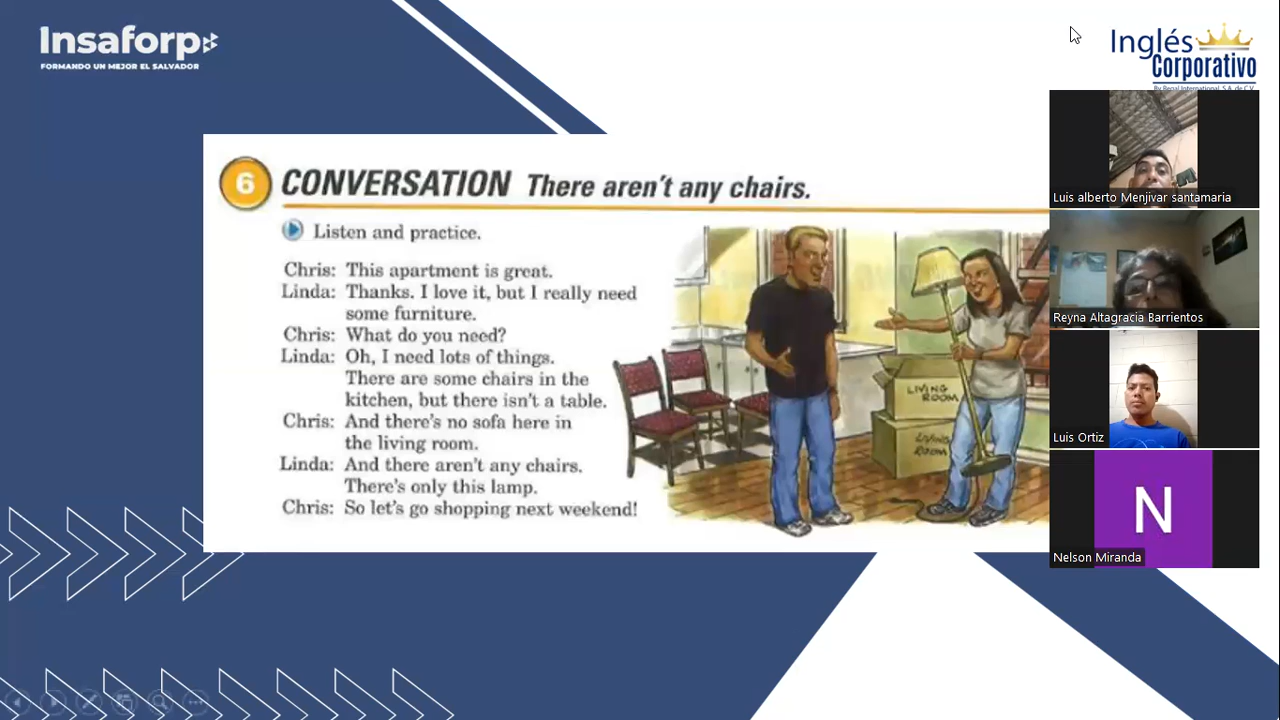 Insaforp
FORMANDO UN MEJOR EL SALVADOR
Inglés
Corporativo
By Regal International, S.A. de C.V.
6 CONVERSATION There aren't any chairs.
Listen and practice.
Chris: This apartment is great.
Linda: Thanks. I love it, but I really need
some furniture.
Chris: What do you need?
Linda: Oh, I need lots of things.
There are some chairs in the
kitchen, but there isn't a table.
Chris: And there's no sofa here in
the living room.
Linda: And there aren't any chairs.
There's only this lamp.
Chris: So let's go shopping next weekend!
LIVING
ROOM
LIVING
ROOM
Luis alberto Menjivar santamaria
Reyna Altagracia Barrientos
Luis Ortiz
N
Nelson Miranda